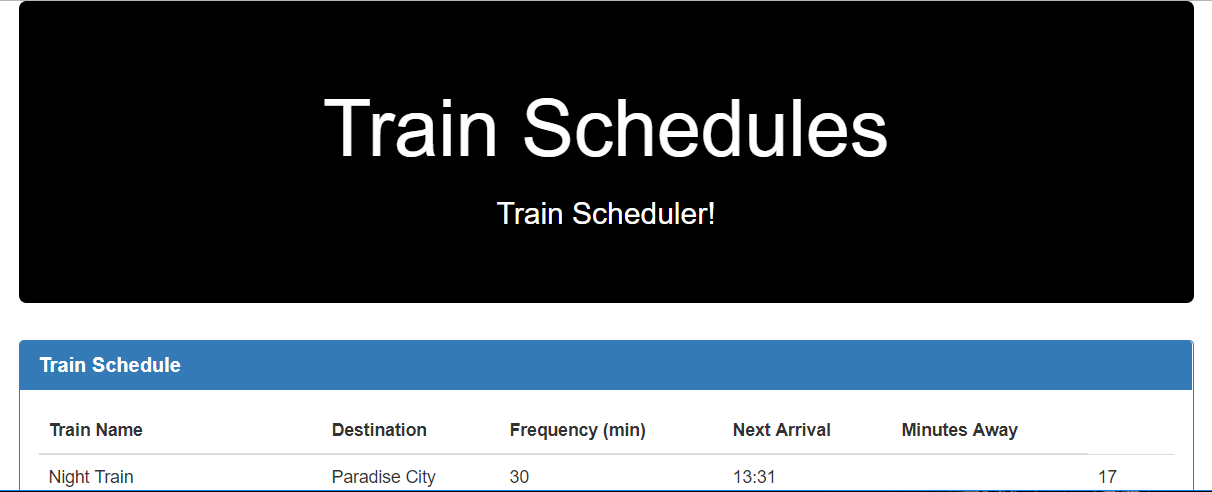 Train Schedules
Train Scheduler!
Train Schedule
Train Name Destination Frequency (min) Next Arrival Minutes Away
Night Train Paradise City 30 13:31 17